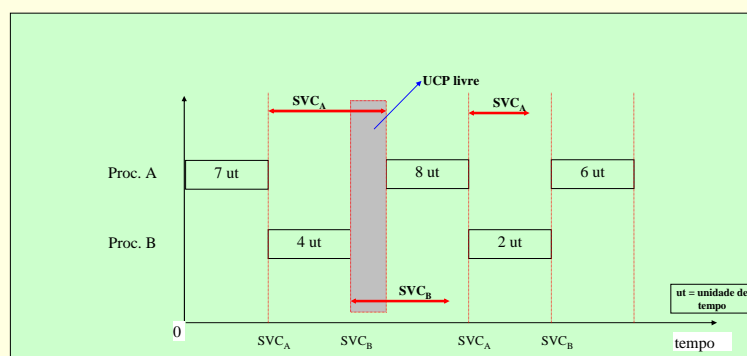 UCP livre
SVCA SVCA
Proc. A 7 ut 8 ut 6 ut
Proc. B 4 ut 2 ut
SVCB
ut = unidade de
tempo
0 SVCA SVCB SVCA SVCB tempo